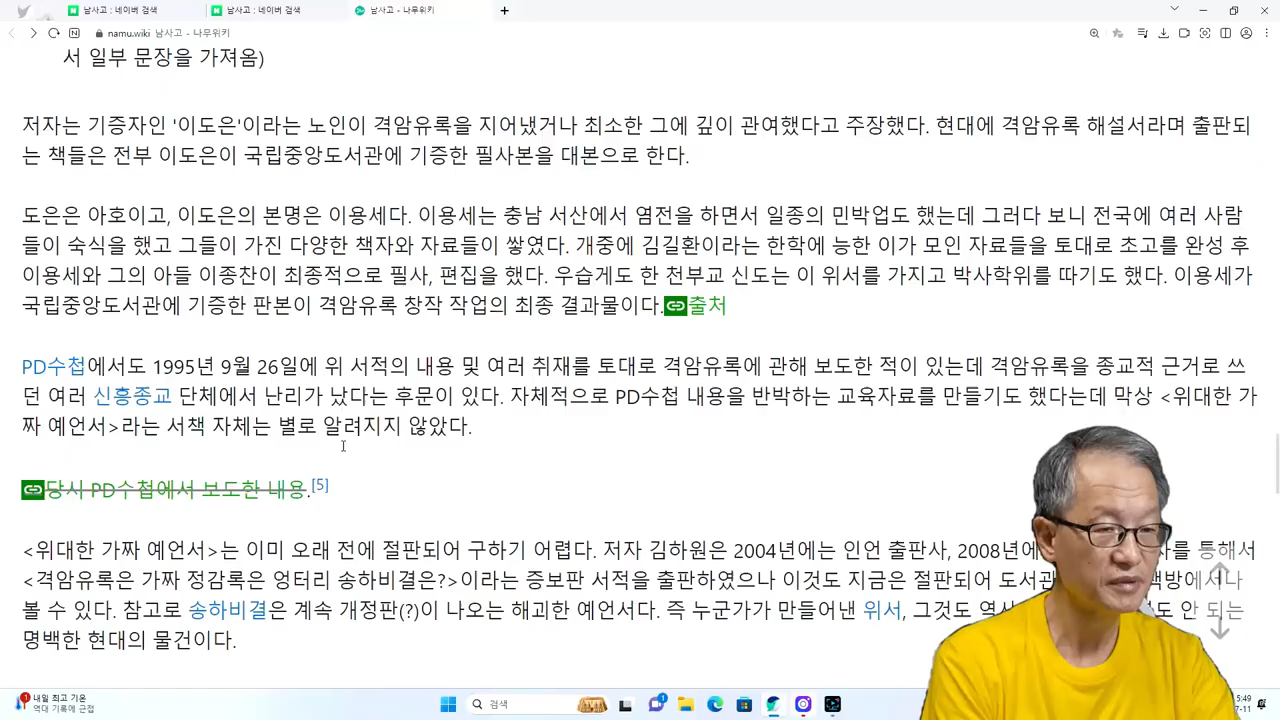 남사고 : 네이버 검색
남사고 : 네이버 검색
남사고 - 나무위키
namu.wiki 남사고 - 나무위키
서 일부 문장을 가져옴)
저자는 기증자인 '이도은'이라는 노인이 격암유록을 지어냈거나 최소한 그에 깊이 관여했다고 주장했다. 현대에 격암유록 해설서라며 출판되
는 책들은 전부 이도은이 국립중앙도서관에 기증한 필사본을 대본으로 한다.
도은은 아호이고, 이도은의 본명은 이용세다. 이용세는 충남 서산에서 염전을 하면서 일종의 민박업도 했는데 그러다 보니 전국에 여러 사람
들이 숙식을 했고 그들이 가진 다양한 책자와 자료들이 쌓였다. 개중에 김길환이라는 한학에 능한 이가 모인 자료들을 토대로 초고를 완성 후
이용세와 그의 아들 이종찬이 최종적으로 필사, 편집을 했다. 우습게도 한 천부교 신도는 이 위서를 가지고 박사학위를 따기도 했다. 이용세가
국립중앙도서관에 기증한 판본이 격암유록 창작 작업의 최종 결과물이다.출처
PD수첩에서도 1995년 9월 26일에 위 서적의 내용 및 여러 취재를 토대로 격암유록에 관해 보도한 적이 있는데 격암유록을 종교적 근거로 쓰
던 여러 신흥종교 단체에서 난리가 났다는 후문이 있다. 자체적으로 PD수첩 내용을 반박하는 교육자료를 만들기도 했다는데 막상 <위대한 가
짜 예언서>라는 서책 자체는 별로 알려지지 않았다.
당시 PD수첩에서 보도한 내용.[5]
<위대한 가짜 예언서>는 이미 오래 전에 절판되어 구하기 어렵다. 저자 김하원은 2004년에는 인언 출판사, 2008년에 를 통해서
<격암유록은 가짜 정감록은 엉터리 송하비결은?>이라는 증보판 서적을 출판하였으나 이것도 지금은 절판되어 도서관
볼 수 있다. 참고로 송하비결은 계속 개정판(?)이 나오는 해괴한 예언서다. 즉 누군가가 만들어낸 위서, 그것도 안 되는
명백한 현대의 물건이다.
내일 최고 기온
역대 기록에 근접
검색
5:49